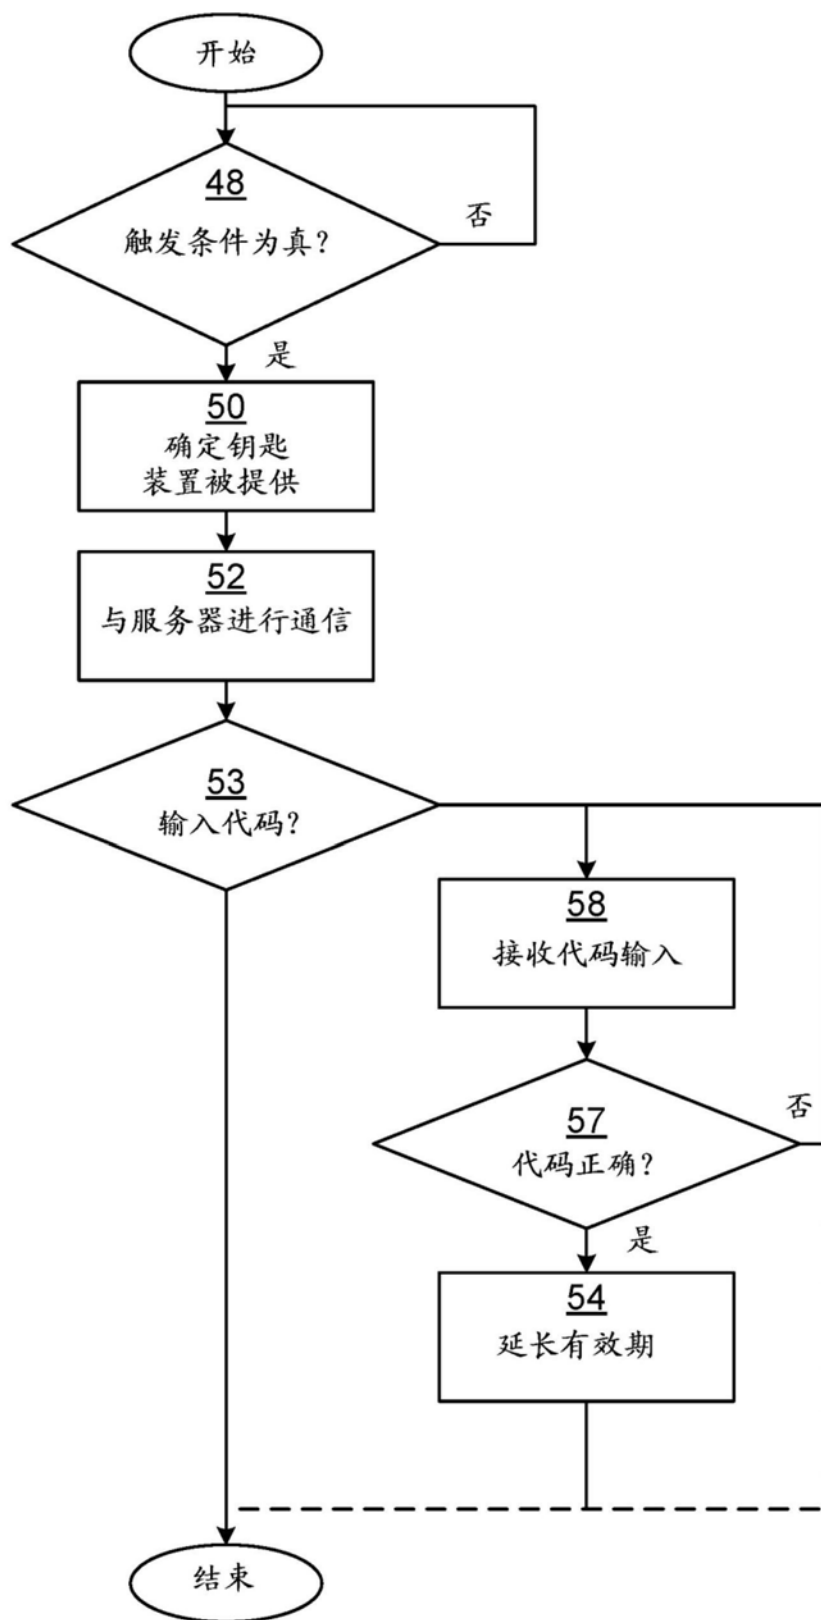 开始
48
触发条件为真?
否
是
50
确定钥匙
装置被提供
52
与服务器进行通信
53
输入代码?
58
接收代码输入
57
代码正确?
否
是
54
延长有效期
结束